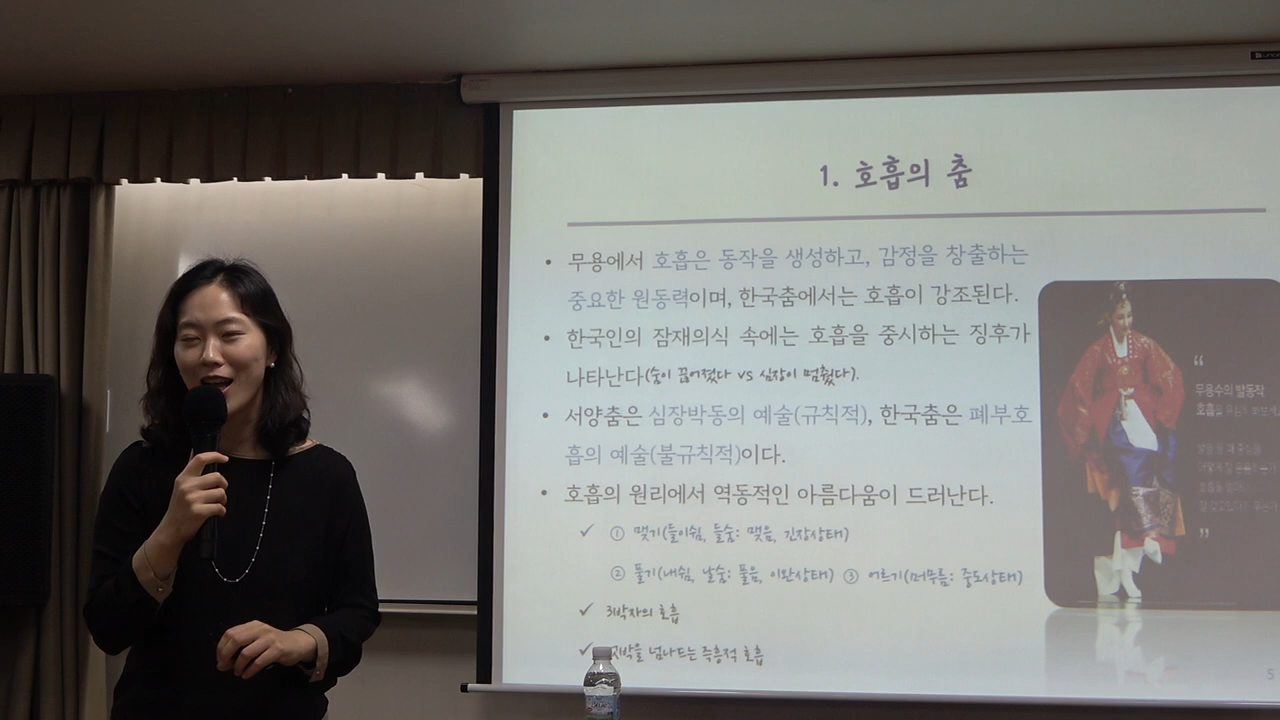 1. 호흡의 춤
• 무용에서 호흡은 동작을 생성하고, 감정을 창출하는
중요한 원동력이며, 한국춤에서는 호흡이 강조된다.
• 한국인의 잠재의식 속에는 호흡을 중시하는 징후가
나타난다(숨이 끊어졌다 vs 심장이 멈췄다).
• 서양춤은 심장박동의 예술(규칙적), 한국춤은 폐부호
흡의 예술(불규칙적)이다.
• 호흡의 원리에서 역동적인 아름다움이 드러난다.
✓ ① 맺기(들이쉼, 들숨: 맺음, 긴장상태)
② 풀기(내쉼, 날숨: 풂음, 이완상태) ③ 어르기(머무름: 중도상태)
✓ 3박자의 호흡
✓ 넘나드는 즉흥적 호흡
“
무용수의 발동작
호흡을
”
5